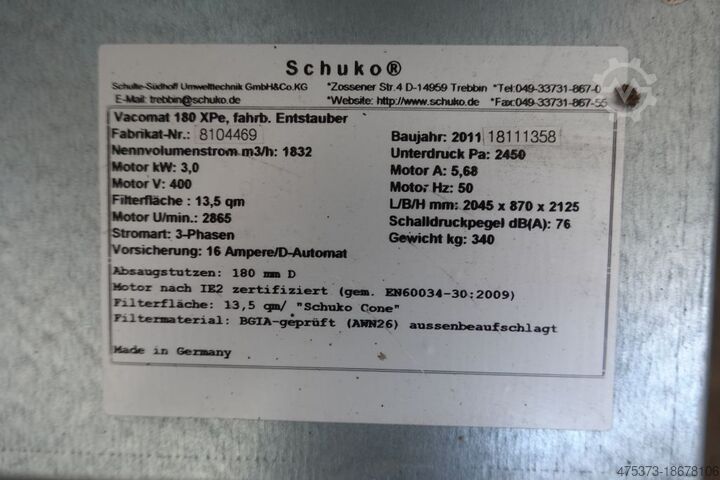 Schuko®
Schulte-Südhoff Umwelttechnik GmbH&Co.KG *Zossener Str.4 D-14959 Trebbin *Tel:049-33731-867-0
E-Mail: trebbin@schuko.de *Website: http://www.schuko.de *Fax:049-33731-867-55
Vacomat 180 XPe, fahrb. Entstauber
Fabrikat-Nr.: 8104469 Baujahr: 2011 18111358
Nennvolumenstrom m3/h: 1832 Unterdruck Pa: 2450
Motor kW: 3,0 Motor A: 5,68
Motor V: 400 Motor Hz: 50
Filterfläche : 13,5 qm L/B/H mm: 2045 x 870 x 2125
Motor U/min.: 2865 Schalldruckpegel dB(A): 76
Stromart: 3-Phasen Gewicht kg: 340
Vorsicherung: 16 Ampere/D-Automat
Absaugstutzen: 180 mm D
Motor nach IE2 zertifiziert (gem. EN60034-30:2009)
Filterfläche: 13,5 qm/ "Schuko Cone"
Filtermaterial: BGIA-geprüft (AWN26) aussenbeaufschlagt
Made in Germany
475373-18678106